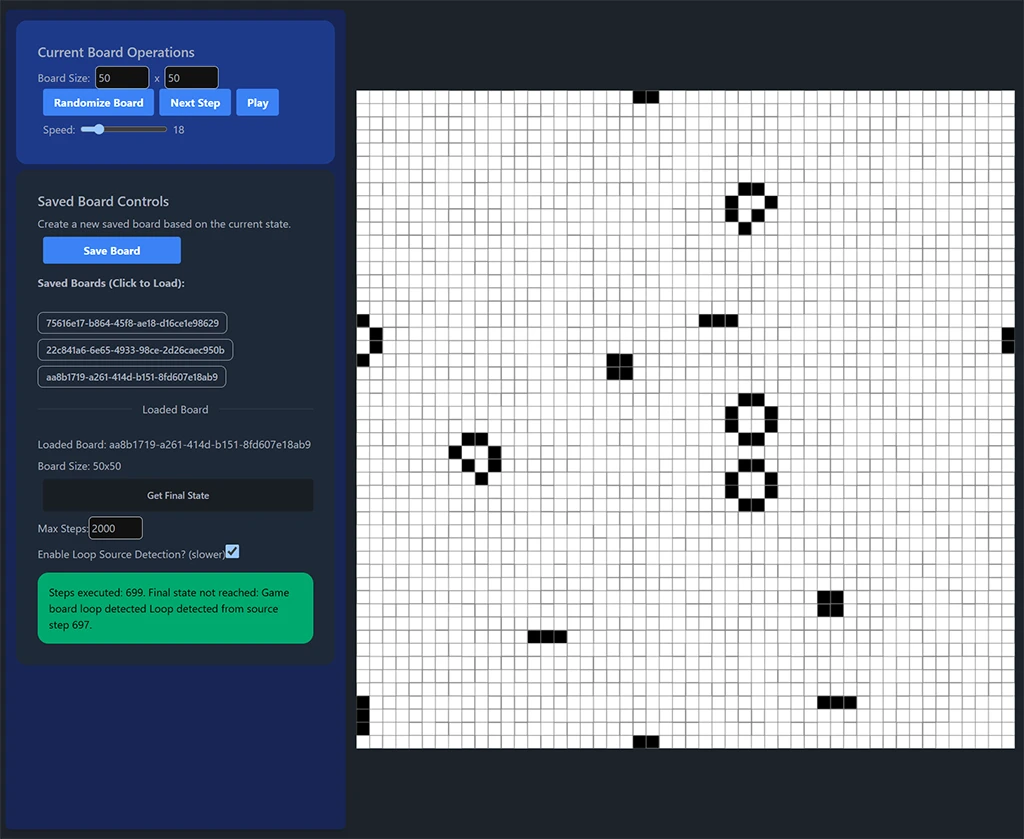 Current Board Operations
Board Size: 50 x 50
Randomize Board Next Step Play
Speed: 18
Saved Board Controls
Create a new saved board based on the current state.
Save Board
Saved Boards (Click to Load):
75616e17-b864-45f8-ae18-d16ce1e98629
22c841a6-6e65-4933-98ce-2d26caec950b
aa8b1719-a261-414d-b151-8fd607e18ab9
Loaded Board
Loaded Board: aa8b1719-a261-414d-b151-8fd607e18ab9
Board Size: 50x50
Get Final State
Max Steps: 2000
Enable Loop Source Detection? (slower)
Steps executed: 699. Final state not reached: Game
board loop detected Loop detected from source
step 697.